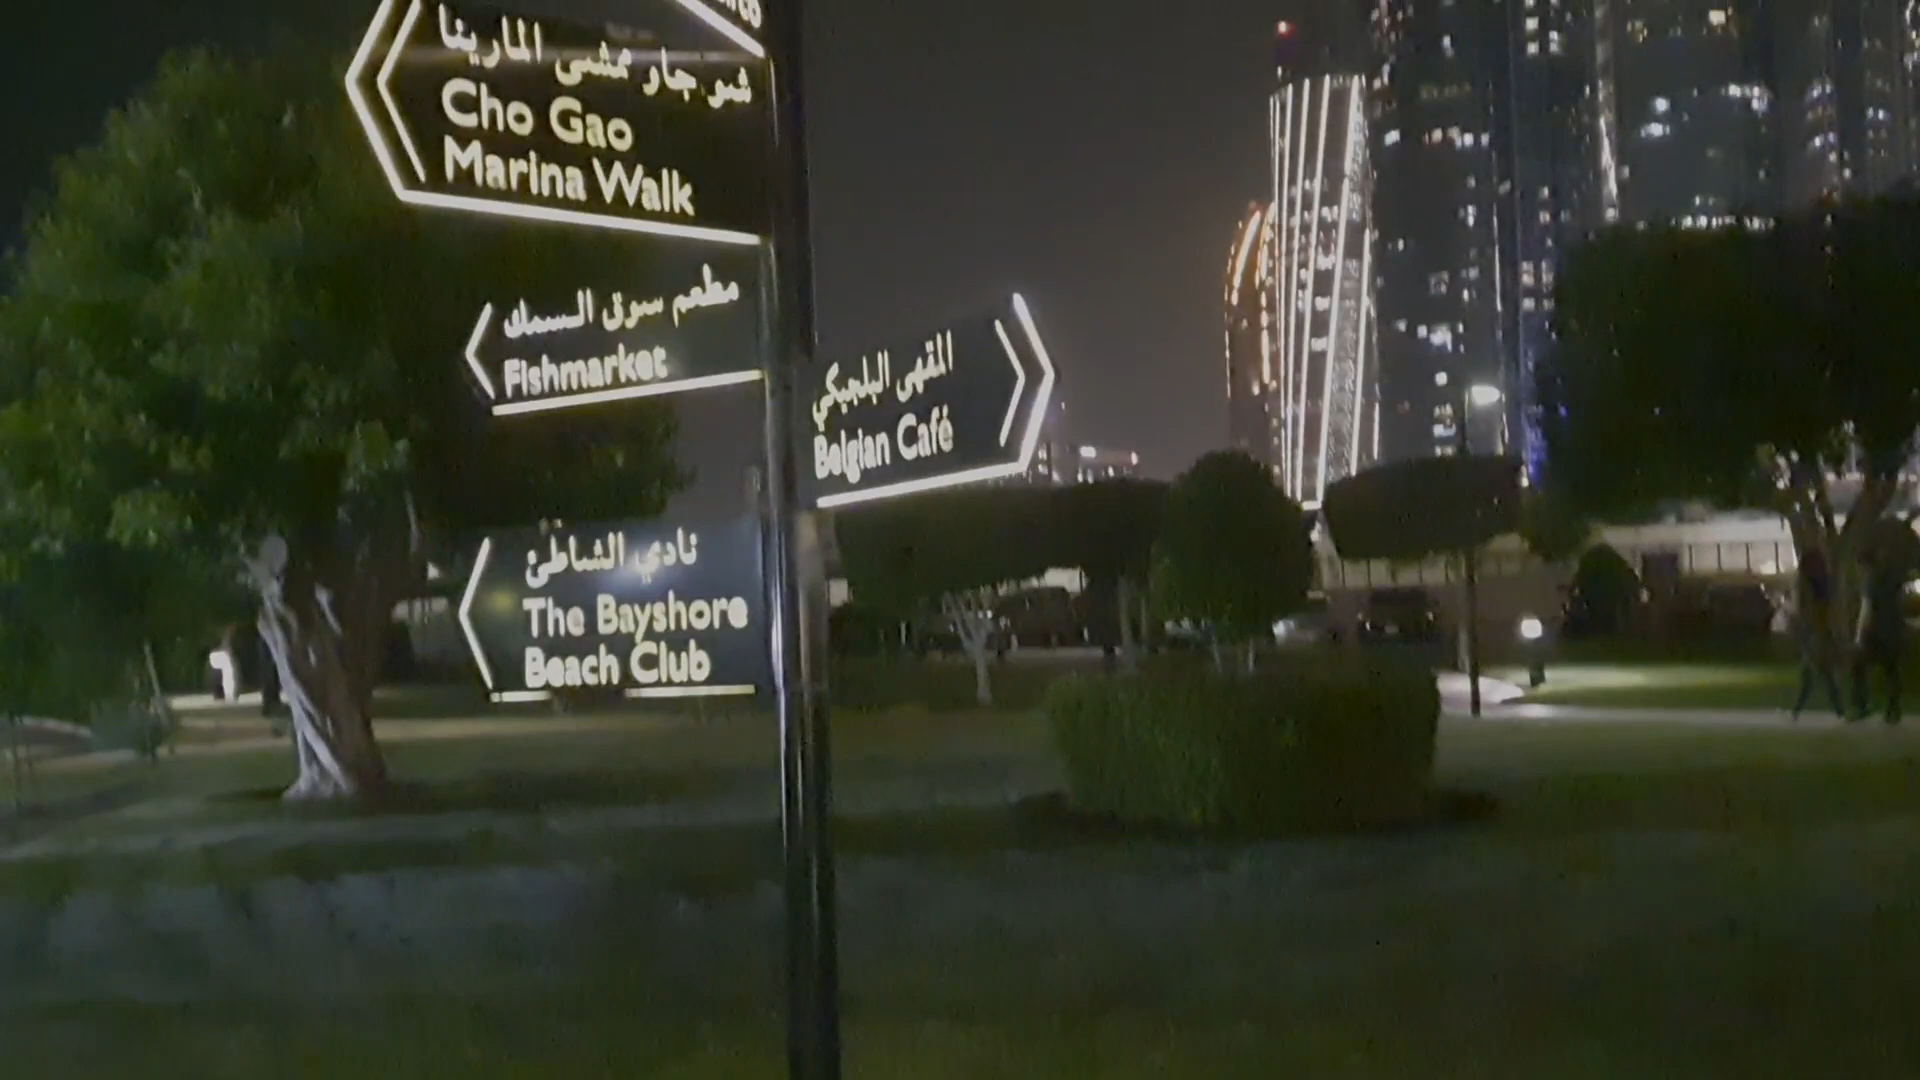 شو جاو ممشى المارينا
Cho Gao
Marina Walk
مطعم سوق السمك
Fishmarket
المقهى البلجيكي
Belgian Café
نادي الشاطئ
The Bayshore
Beach Club